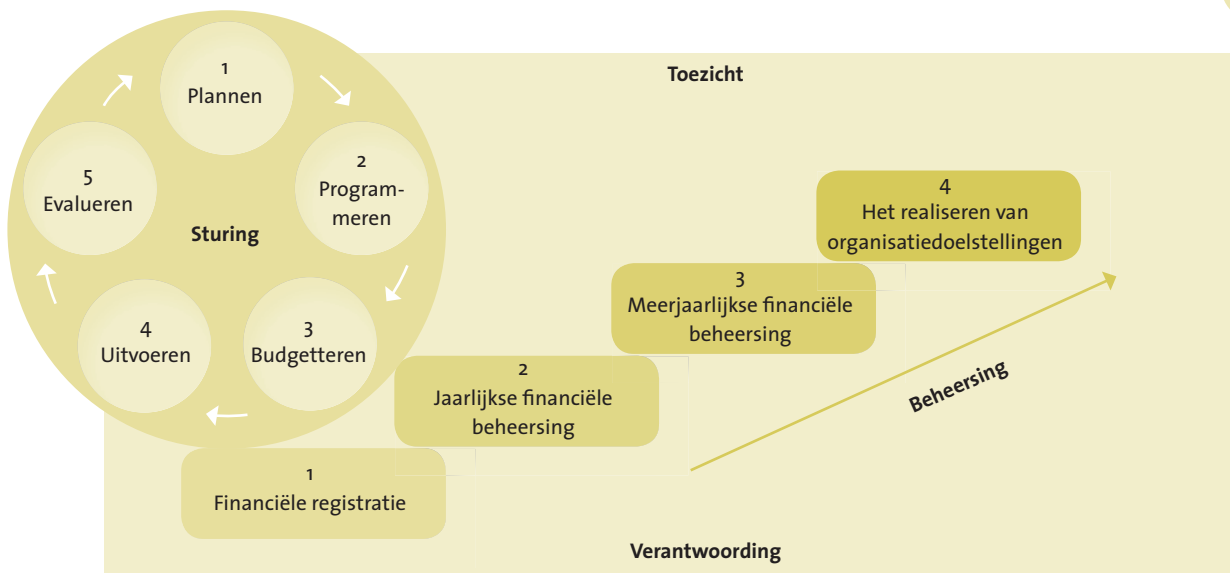 Toezicht
1
Plannen
2
Program-
meren
3
Budgetteren
4
Uitvoeren
5
Evalueren
Sturing
1
Financiële registratie
2
Jaarlijkse financiële
beheersing
3
Meerjaarlijkse financiële
beheersing
4
Het realiseren van
organisatiedoelstellingen
Beheersing
Verantwoording